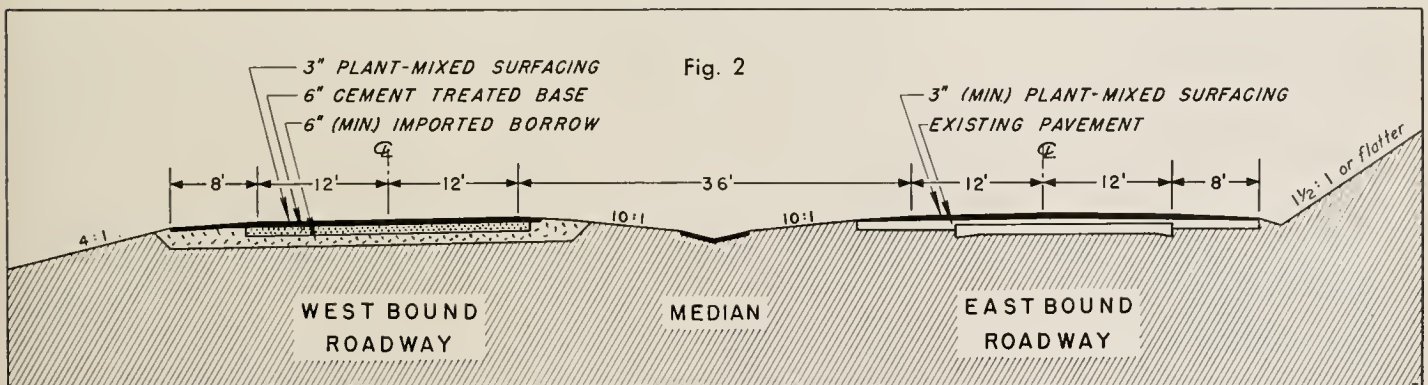 Fig. 2
3" PLANT-MIXED SURFACING
6" CEMENT TREATED BASE
6" (MIN) IMPORTED BORROW
℄
3" (MIN.) PLANT-MIXED SURFACING
EXISTING PAVEMENT
℄
8' 12' 12' 36' 12' 12' 8'
4:1
10:1
10:1
1½:1 or flatter
WEST BOUND
ROADWAY
MEDIAN
EAST BOUND
ROADWAY